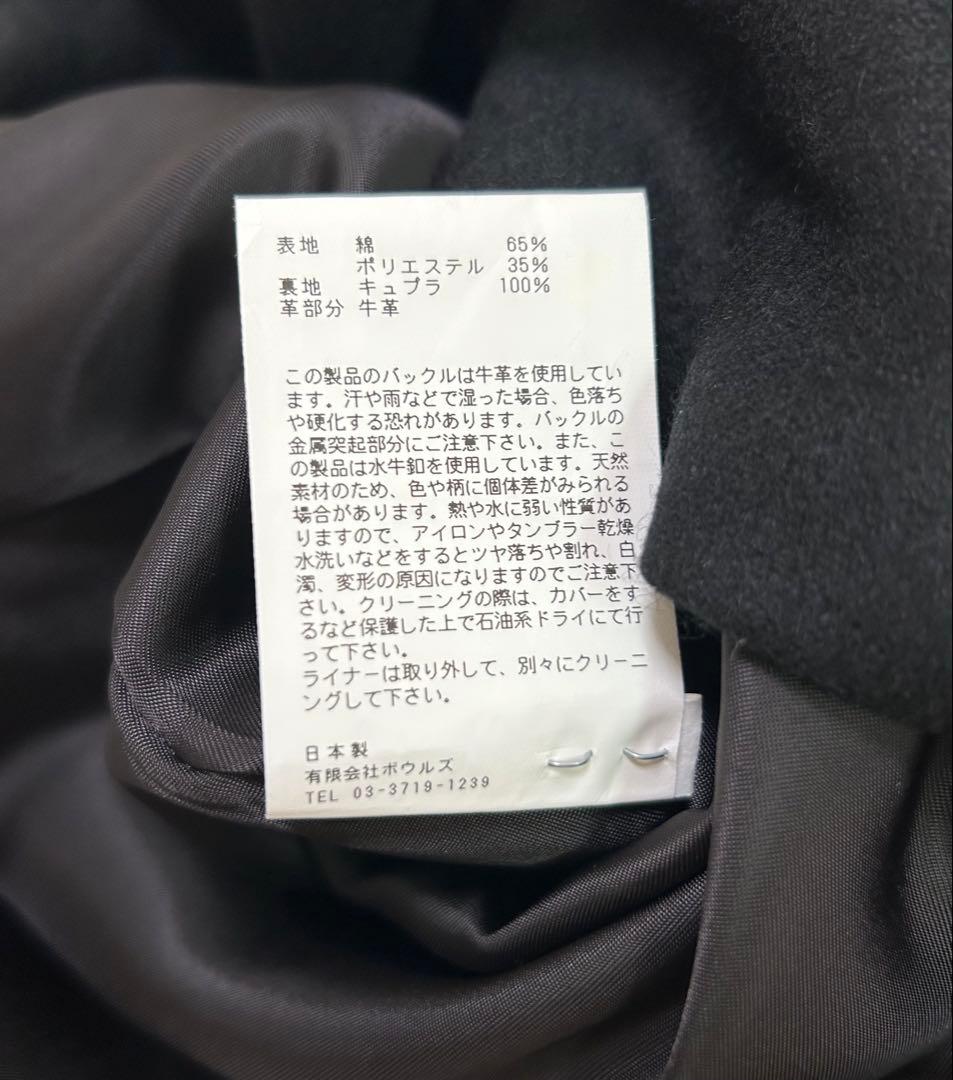 表地 綿 65%
ポリエステル 35%
裏地 キュプラ 100%
革部分 牛革
この製品のバックルは牛革を使用してい
ます。汗や雨などで湿った場合、色落ち
や硬化する恐れがあります。バックルの
金属突起部分にご注意下さい。また、こ
の製品は水牛釦を使用しています。天然
素材のため、色や柄に個体差がみられる
場合があります。熱や水に弱い性質があ
りますので、アイロンやタンブラー乾燥
水洗いなどをするとツヤ落ちや割れ、白
濁、変形の原因になりますのでご注意下
さい。クリーニングの際は、カバーをす
るなど保護した上で石油系ドライにて行
って下さい。
ライナーは取り外して、別々にクリーニ
ングして下さい。
日本製
有限会社ボウルズ
TEL 03-3719-1239